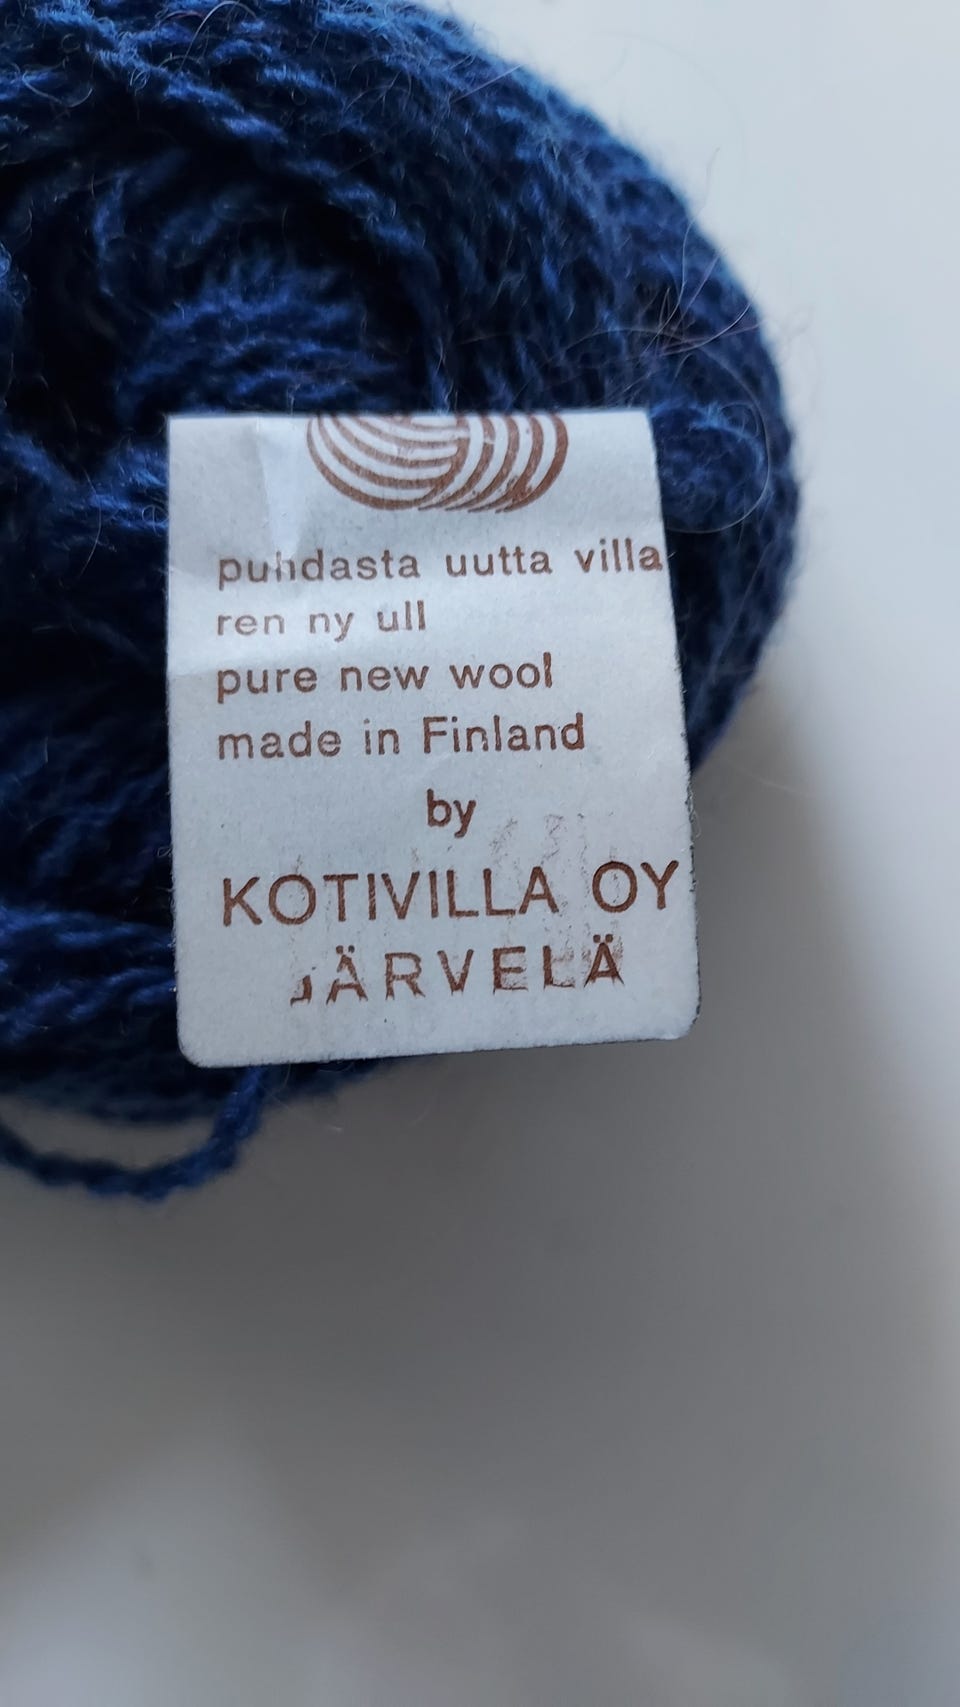 puhdasta uutta villa
ren ny ull
pure new wool
made in Finland
by
KOTIVILLA OY
JÄRVELÄ